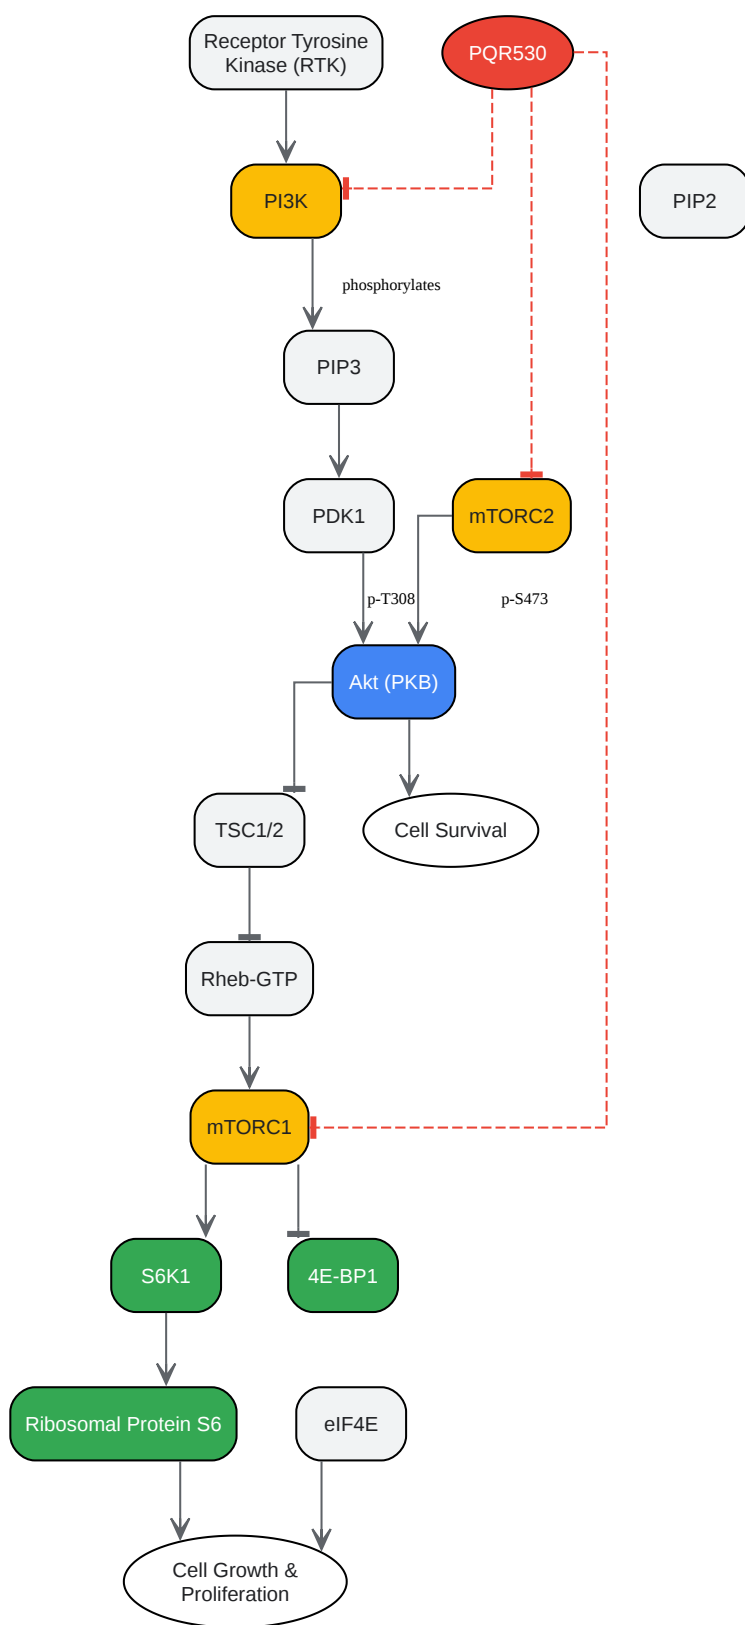 Receptor Tyrosine
Kinase (RTK)
PQR530
PI3K
PIP2
phosphorylates
PIP3
PDK1
mTORC2
p-T308
p-S473
Akt (PKB)
TSC1/2
Cell Survival
Rheb-GTP
mTORC1
S6K1
4E-BP1
Ribosomal Protein S6
eIF4E
Cell Growth &
Proliferation